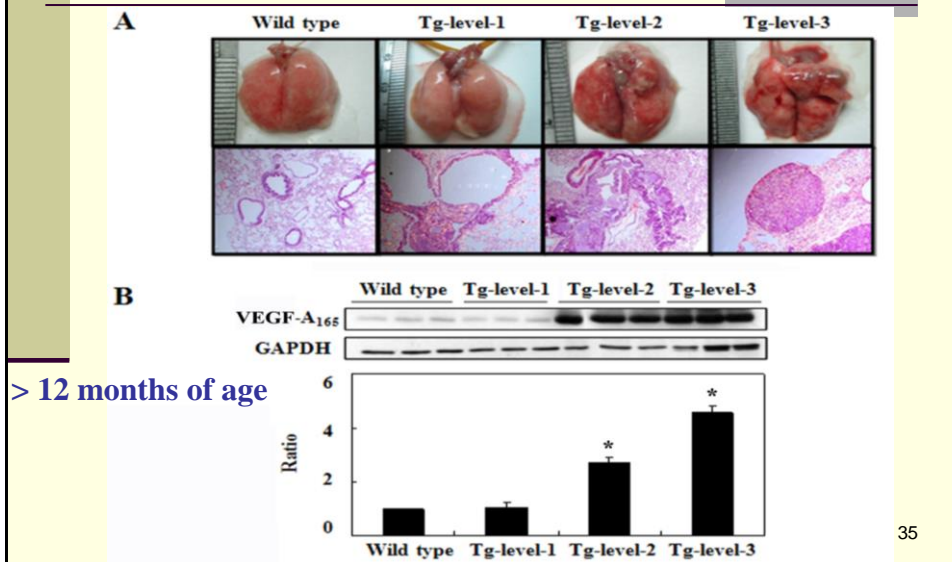 A
Wild type Tg-level-1 Tg-level-2 Tg-level-3
B
Wild type Tg-level-1 Tg-level-2 Tg-level-3
VEGF-A₁₆₅
GAPDH
> 12 months of age
6
4
2
0
Ratio
* *
Wild type Tg-level-1 Tg-level-2 Tg-level-3
35